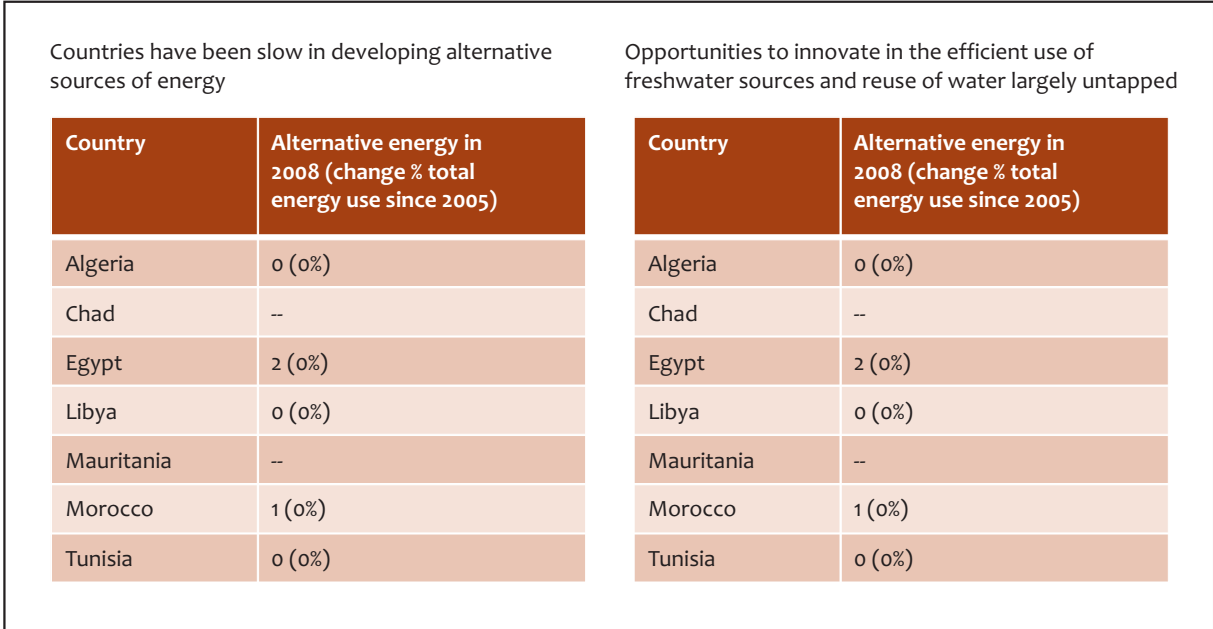 Countries have been slow in developing alternative
sources of energy
Country
Alternative energy in
2008 (change % total
energy use since 2005)
Algeria
0 (0%)
Chad
--
Egypt
2 (0%)
Libya
0 (0%)
Mauritania
--
Morocco
1 (0%)
Tunisia
0 (0%)
Opportunities to innovate in the efficient use of
freshwater sources and reuse of water largely untapped
Country
Alternative energy in
2008 (change % total
energy use since 2005)
Algeria
0 (0%)
Chad
--
Egypt
2 (0%)
Libya
0 (0%)
Mauritania
--
Morocco
1 (0%)
Tunisia
0 (0%)